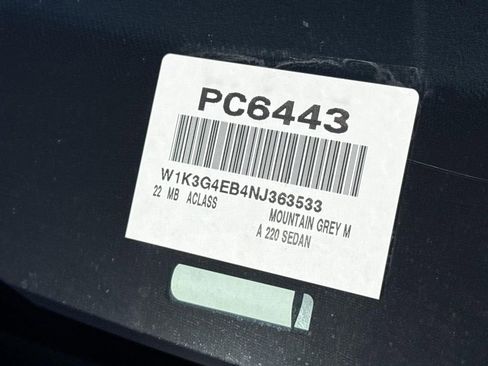 PC6443
W1K3G4EB4NJ363533
22 MB ACLASS MOUNTAIN GREY M
A 220 SEDAN